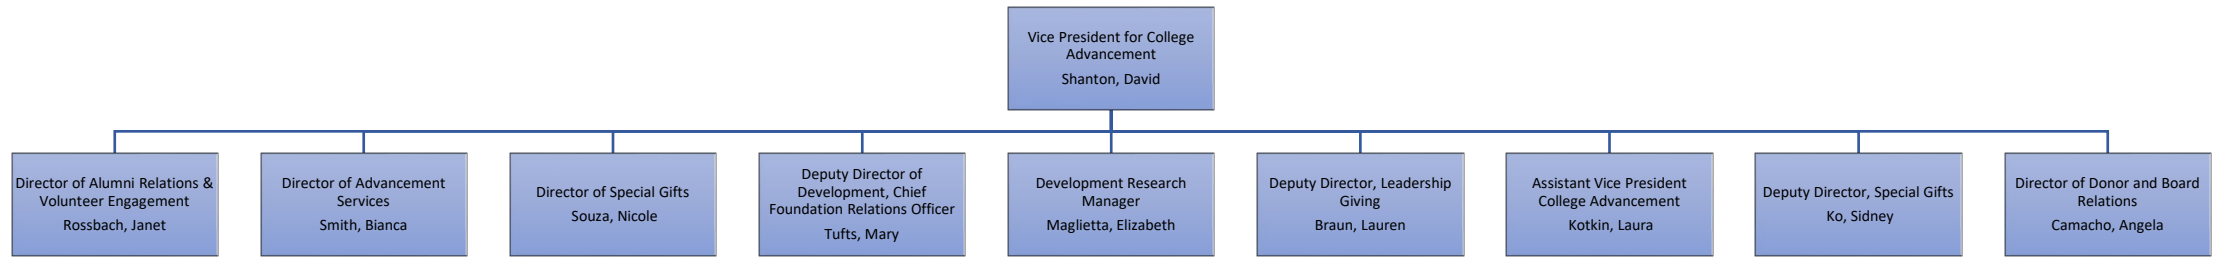 Vice President for College
Advancement
Shanton, David
Director of Alumni Relations &
Volunteer Engagement
Rossbach, Janet
Director of Advancement
Services
Smith, Bianca
Director of Special Gifts
Souza, Nicole
Deputy Director of
Development, Chief
Foundation Relations Officer
Tufts, Mary
Development Research
Manager
Maglietta, Elizabeth
Deputy Director, Leadership
Giving
Braun, Lauren
Assistant Vice President
College Advancement
Kotkin, Laura
Deputy Director, Special Gifts
Ko, Sidney
Director of Donor and Board
Relations
Camacho, Angela